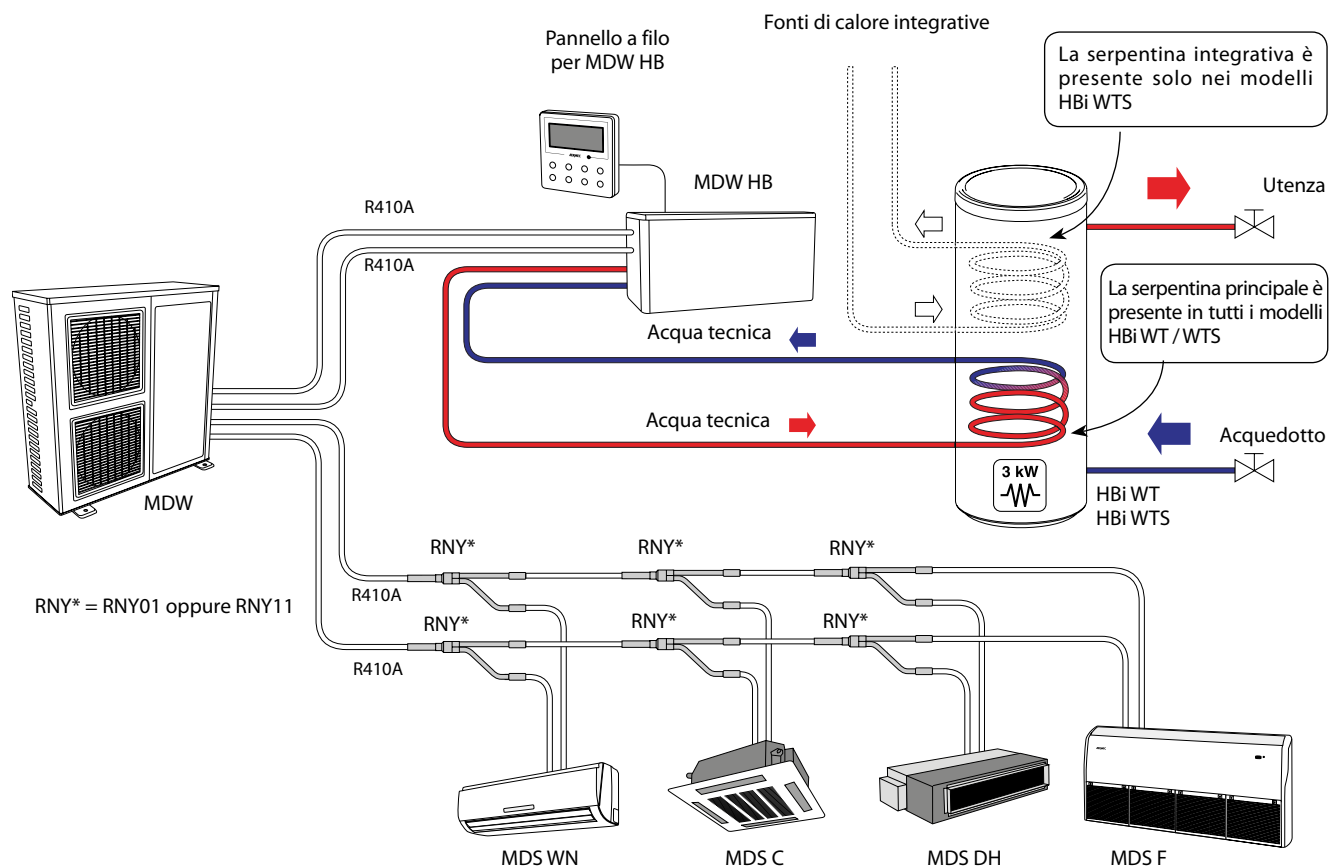 Fonti di calore integrative
Pannello a filo
per MDW HB
La serpentina integrativa è
presente solo nei modelli
HBi WTS
MDW HB
Utenza
R410A
R410A
La serpentina principale è
presente in tutti i modelli
HBi WT / WTS
Acqua tecnica
Acqua tecnica
Acquedotto
3 kW
HBi WT
HBi WTS
MDW
RNY*
RNY*
RNY*
R410A
RNY* = RNY01 oppure RNY11
RNY*
RNY*
RNY*
R410A
MDS WN
MDS C
MDS DH
MDS F